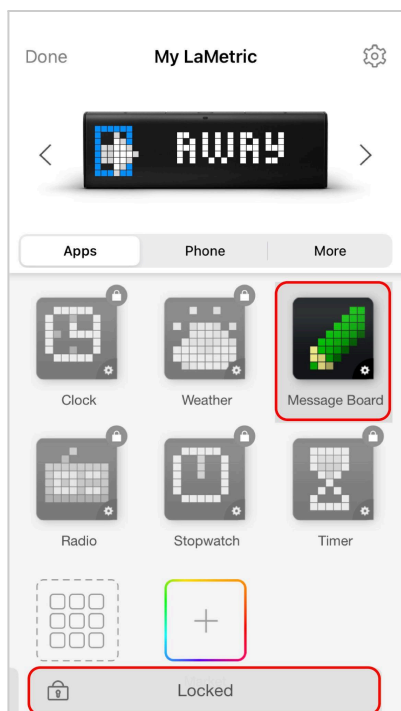 Done My LaMetric
AWAY
Apps Phone More
Clock Weather Message Board
Radio Stopwatch Timer
Locked